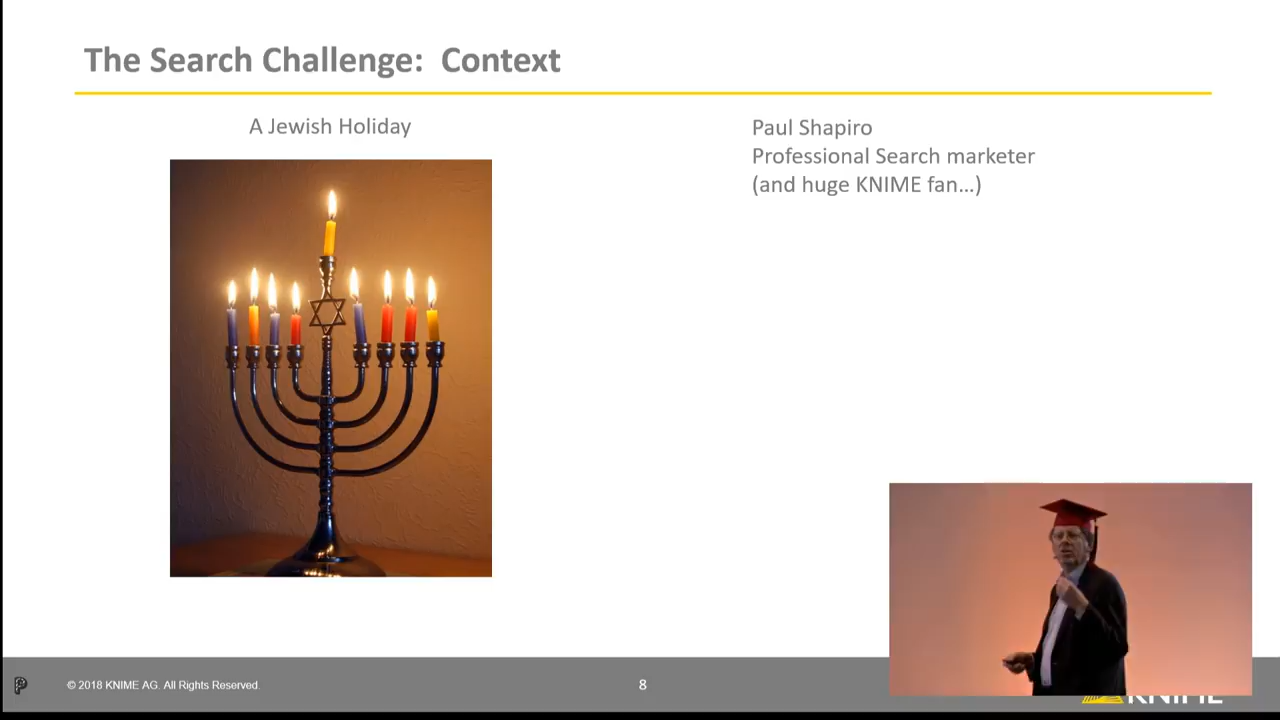 The Search Challenge: Context
A Jewish Holiday
Paul Shapiro
Professional Search marketer
(and huge KNIME fan...)
© 2018 KNIME AG. All Rights Reserved.
8
KNIME